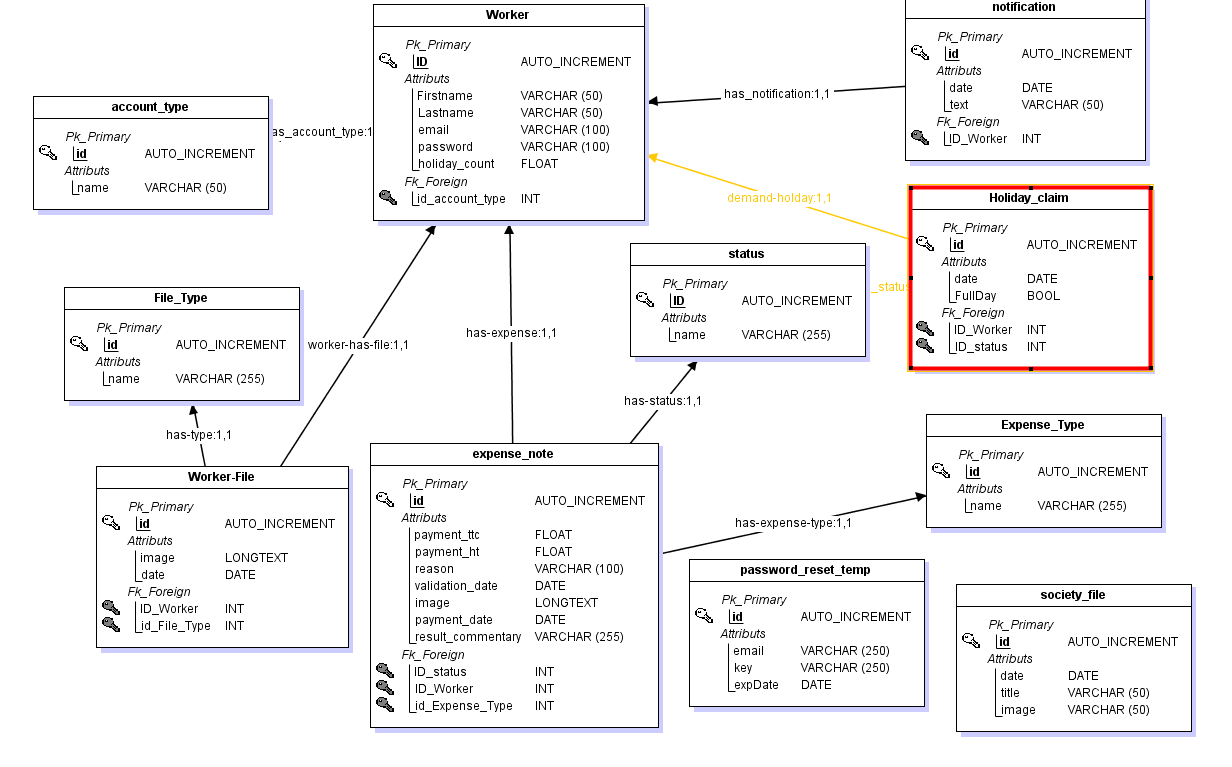 Worker
Pk_Primary
ID AUTO_INCREMENT
Attributs
Firstname VARCHAR (50)
Lastname VARCHAR (50)
email VARCHAR (100)
password VARCHAR (100)
holiday_count FLOAT
Fk_Foreign
id_account_type INT
notification
Pk_Primary
id AUTO_INCREMENT
Attributs
date DATE
text VARCHAR (50)
Fk_Foreign
ID_Worker INT
has_notification:1,1
account_type
Pk_Primary
id AUTO_INCREMENT
Attributs
name VARCHAR (50)
as_account_type:1
demand-holday:1,1
Holiday_claim
Pk_Primary
id AUTO_INCREMENT
Attributs
date DATE
FullDay BOOL
Fk_Foreign
ID_Worker INT
ID_status INT
_status
status
Pk_Primary
ID AUTO_INCREMENT
Attributs
name VARCHAR (255)
File_Type
Pk_Primary
id AUTO_INCREMENT
Attributs
name VARCHAR (255)
worker-has-file:1,1
has-expense:1,1
has-status:1,1
has-type:1,1
Worker-File
Pk_Primary
id AUTO_INCREMENT
Attributs
image LONGTEXT
date DATE
Fk_Foreign
ID_Worker INT
id_File_Type INT
expense_note
Pk_Primary
id AUTO_INCREMENT
Attributs
payment_ttc FLOAT
payment_ht FLOAT
reason VARCHAR (100)
validation_date DATE
image LONGTEXT
payment_date DATE
result_commentary VARCHAR (255)
Fk_Foreign
ID_status INT
ID_Worker INT
id_Expense_Type INT
Expense_Type
Pk_Primary
id AUTO_INCREMENT
Attributs
name VARCHAR (255)
has-expense-type:1,1
password_reset_temp
Pk_Primary
id AUTO_INCREMENT
Attributs
email VARCHAR (250)
key VARCHAR (250)
expDate DATE
society_file
Pk_Primary
id AUTO_INCREMENT
Attributs
date DATE
title VARCHAR (50)
image VARCHAR (50)